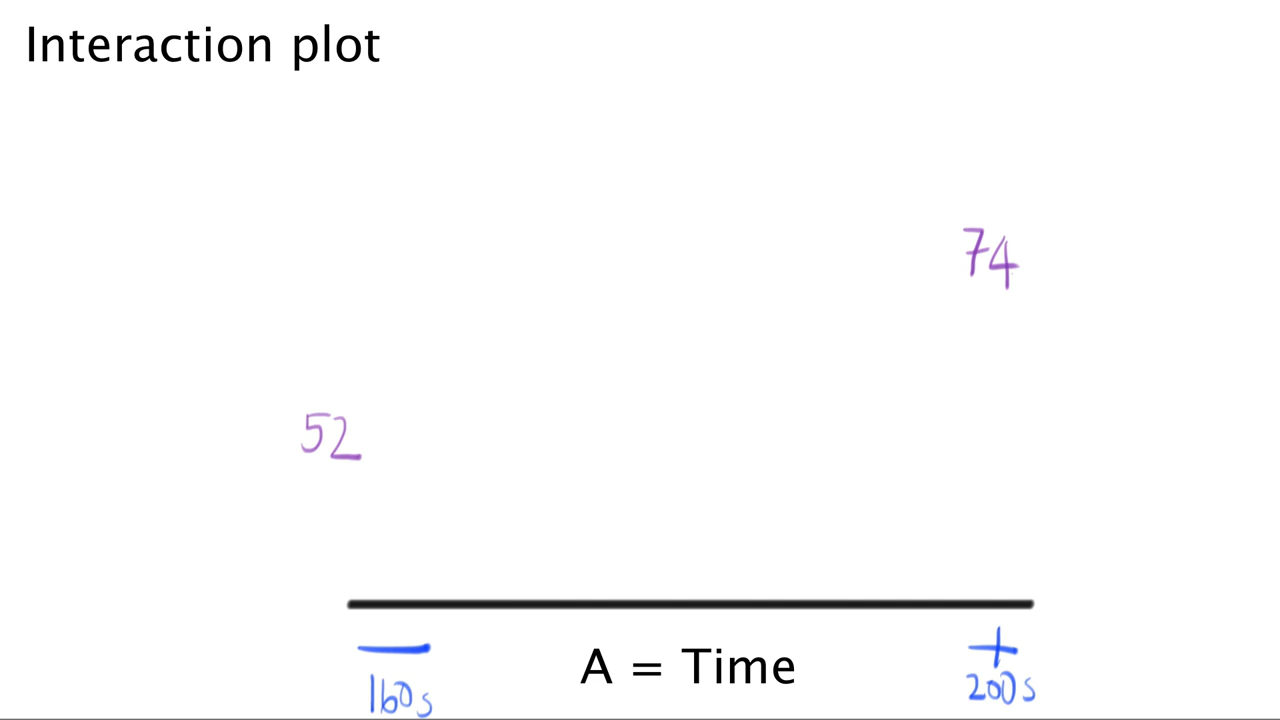 Interaction plot
74
52
− A = Time +
160s 200s